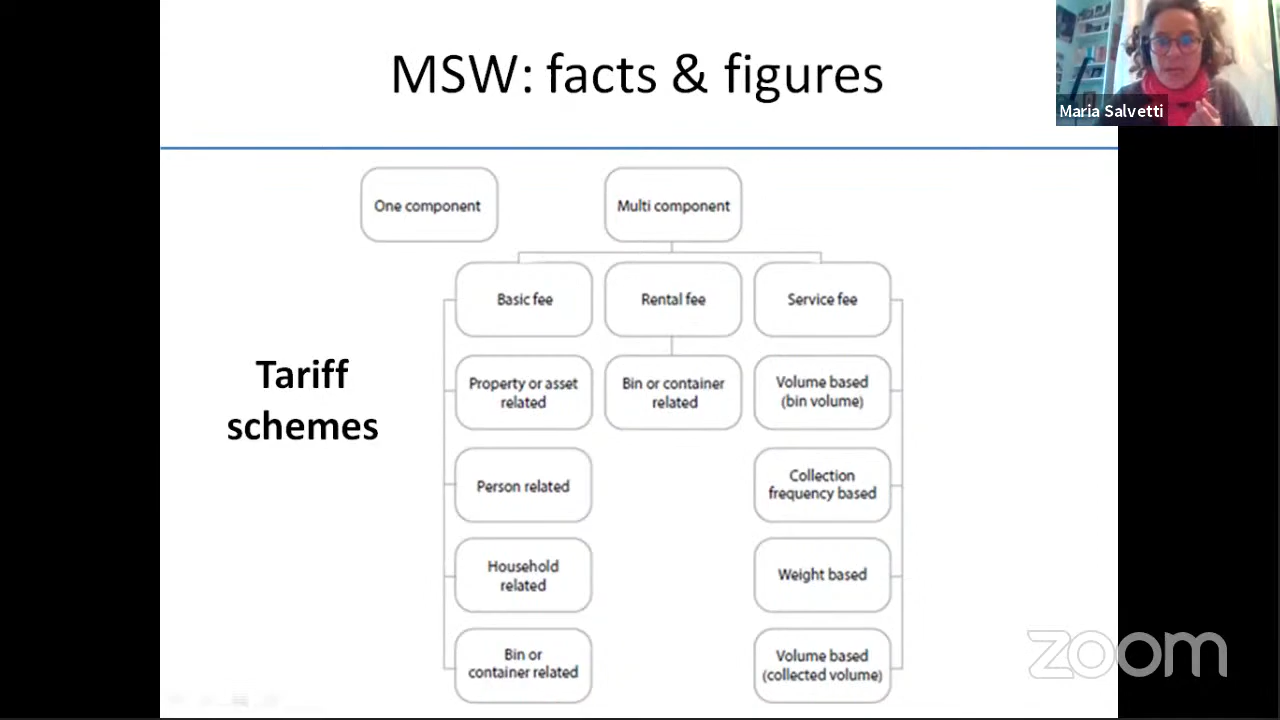 MSW: facts & figures
Maria Salvetti
One component
Multi component
Basic fee
Rental fee
Service fee
Tariff
schemes
Property or asset
related
Bin or container
related
Volume based
(bin volume)
Person related
Collection
frequency based
Household
related
Weight based
Bin or
container related
Volume based
(collected volume)
zoom